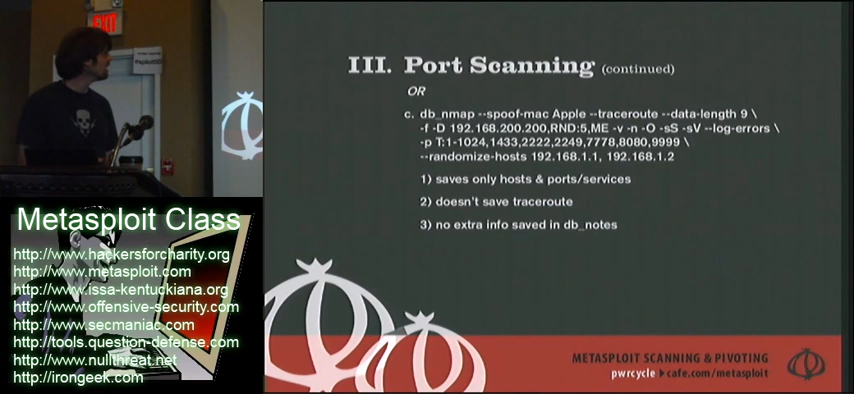 EXIT
III. Port Scanning (continued)
OR
c. db_nmap --spoof-mac Apple --traceroute --data-length 9 \
-f -D 192.168.200.200,RND:5,ME -v -n -O -sS -sV --log-errors \
-p T:1-1024,1433,2222,2249,7778,8080,9999 \
--randomize-hosts 192.168.1.1, 192.168.1.2
1) saves only hosts & ports/services
2) doesn't save traceroute
3) no extra info saved in db_notes
METASPLOIT SCANNING & PIVOTING
pwrcycle cafe.com/metasploit
Metasploit Class
http://www.hackersforcharity.org
http://www.metasploit.com
http://www.issa-kentuckiana.org
http://www.offensive-security.com
http://www.secmaniac.com
http://tools.question-defense.com
http://www.nullthreat.net
http://irongeek.com